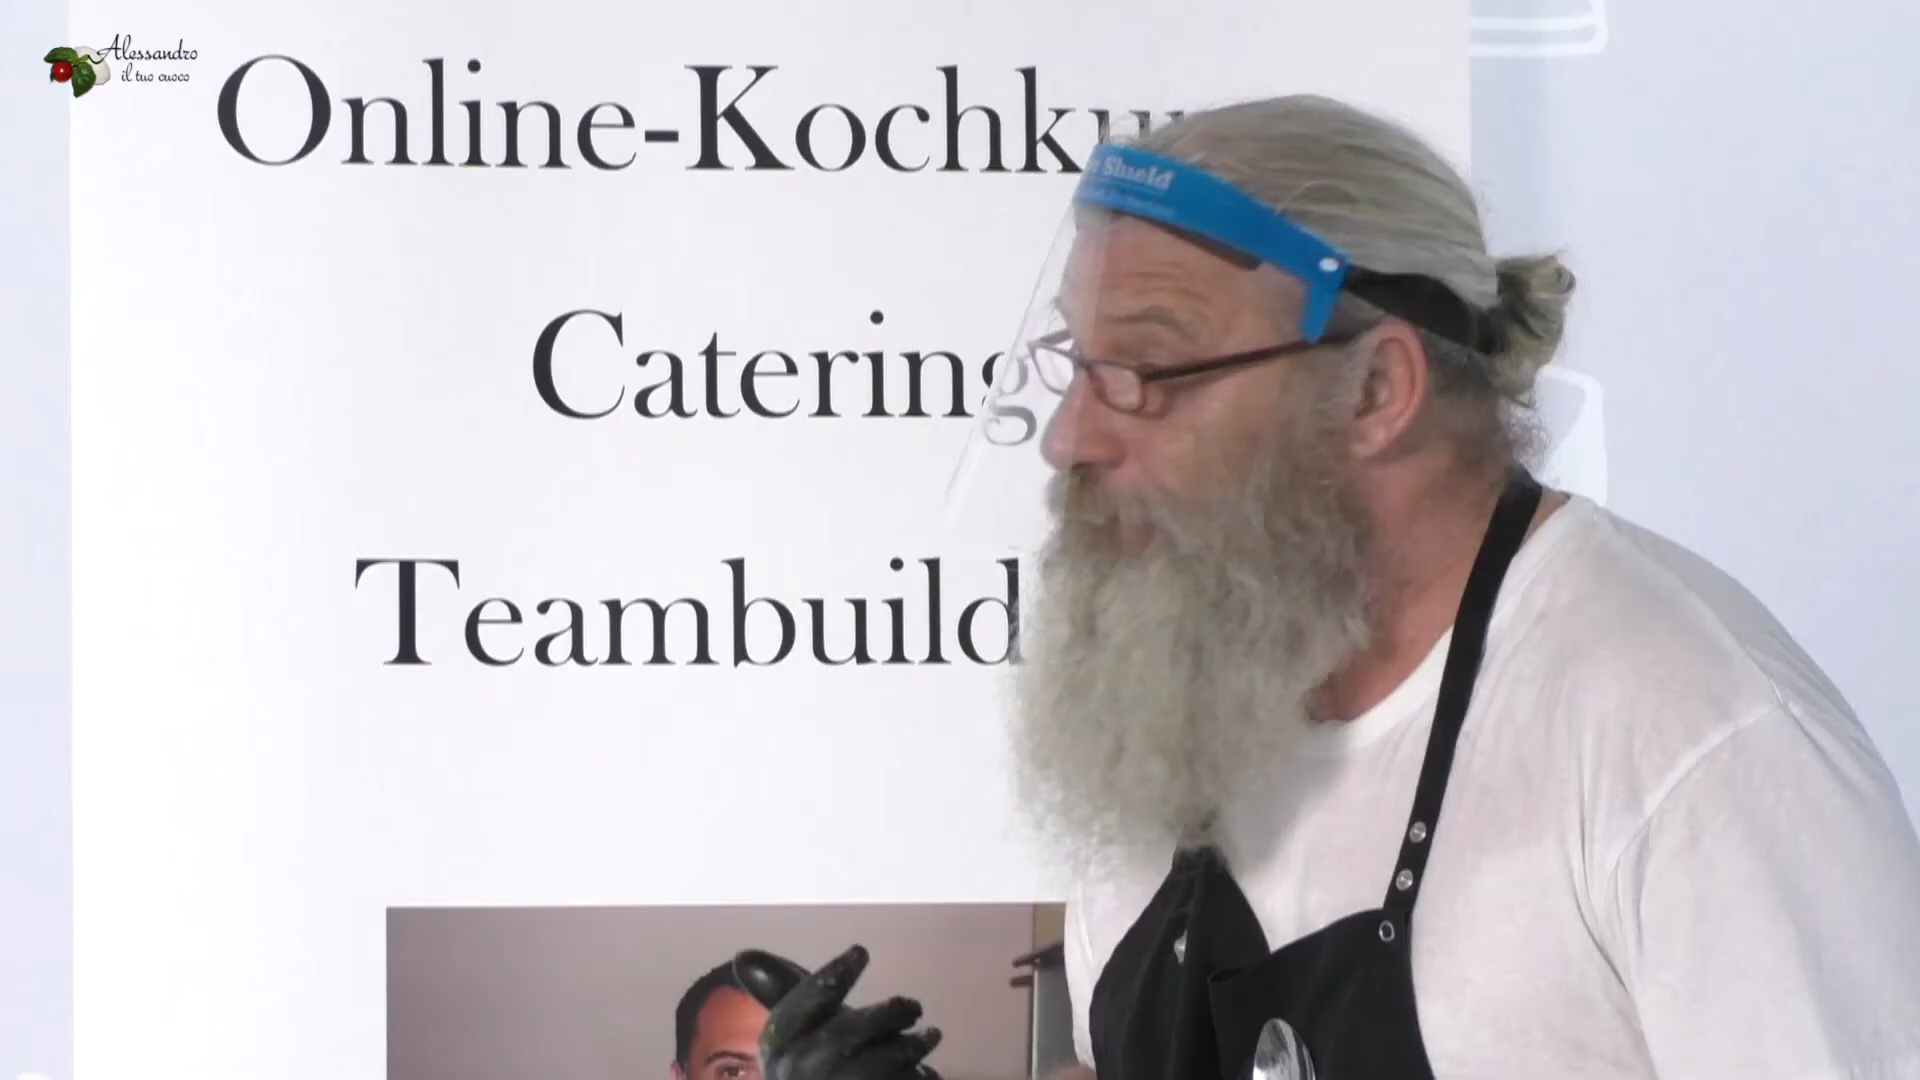 Alessandro
il tuo cuoco
Online-Kochku
Shield
Catering
Teambuild